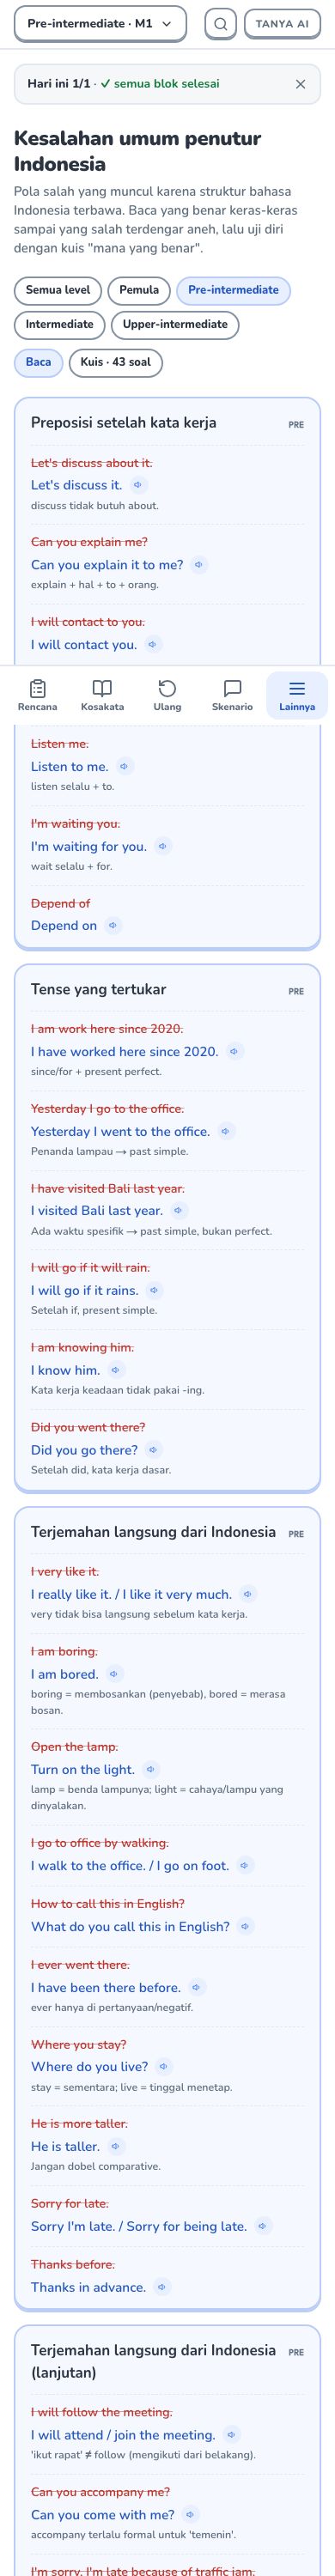 Pre-intermediate · M1
TANYA AI
Hari ini 1/1 · ✓ semua blok selesai
Kesalahan umum penutur
Indonesia
Pola salah yang muncul karena struktur bahasa
Indonesia terbawa. Baca yang benar keras-keras
sampai yang salah terdengar aneh, lalu uji diri
dengan kuis "mana yang benar".
Semua level
Pemula
Pre-intermediate
Intermediate
Upper-intermediate
Baca
Kuis · 43 soal
Preposisi setelah kata kerja
PRE
Let's discuss about it.
Let's discuss it.
discuss tidak butuh about.
Can you explain me?
Can you explain it to me?
explain + hal + to + orang.
I will contact to you.
I will contact you.
Rencana
Kosakata
Ulang
Skenario
Lainnya
Listen me.
Listen to me.
listen selalu + to.
I'm waiting you.
I'm waiting for you.
wait selalu + for.
Depend of
Depend on
Tense yang tertukar
PRE
I am work here since 2020.
I have worked here since 2020.
since/for + present perfect.
Yesterday I go to the office.
Yesterday I went to the office.
Penanda lampau → past simple.
I have visited Bali last year.
I visited Bali last year.
Ada waktu spesifik → past simple, bukan perfect.
I will go if it will rain.
I will go if it rains.
Setelah if, present simple.
I am knowing him.
I know him.
Kata kerja keadaan tidak pakai -ing.
Did you went there?
Did you go there?
Setelah did, kata kerja dasar.
Terjemahan langsung dari Indonesia
PRE
I very like it.
I really like it. / I like it very much.
very tidak bisa langsung sebelum kata kerja.
I am boring.
I am bored.
boring = membosankan (penyebab), bored = merasa
bosan.
Open the lamp.
Turn on the light.
lamp = benda lampunya; light = cahaya/lampu yang
dinyalakan.
I go to office by walking.
I walk to the office. / I go on foot.
How to call this in English?
What do you call this in English?
I ever went there.
I have been there before.
ever hanya di pertanyaan/negatif.
Where you stay?
Where do you live?
stay = sementara; live = tinggal menetap.
He is more taller.
He is taller.
Jangan dobel comparative.
Sorry for late.
Sorry I'm late. / Sorry for being late.
Thanks before.
Thanks in advance.
Terjemahan langsung dari Indonesia
(lanjutan)
PRE
I will follow the meeting.
I will attend / join the meeting.
'ikut rapat' ≠ follow (mengikuti dari belakang).
Can you accompany me?
Can you come with me?
accompany terlalu formal untuk 'temenin'.
I'm sorry, I'm late because of traffic jam.